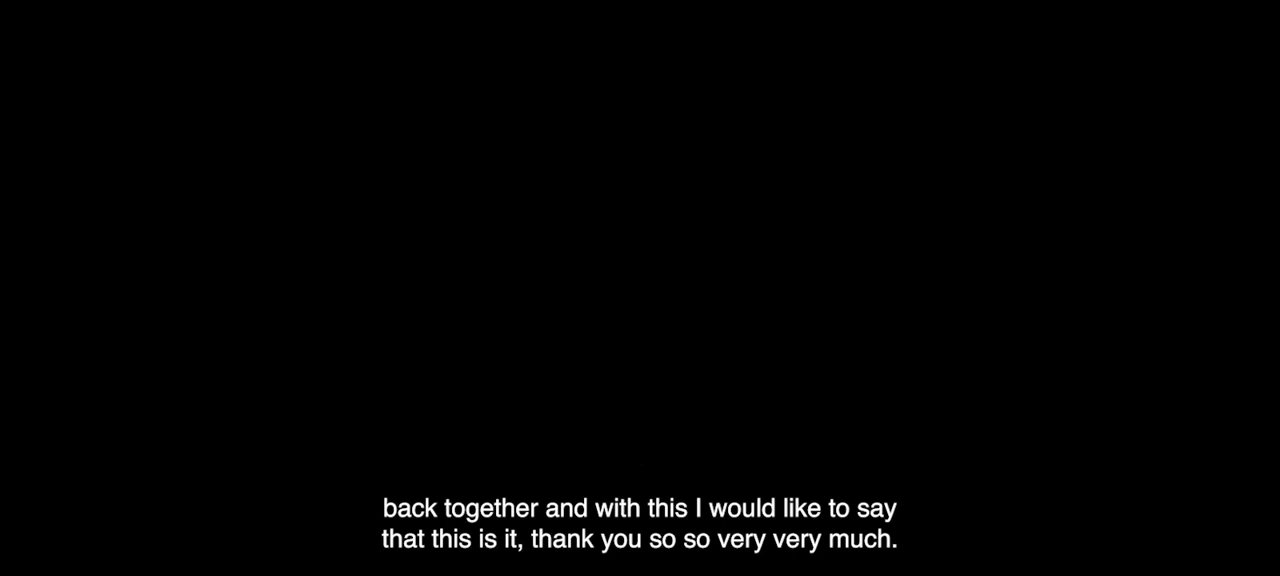 back together and with this I would like to say
that this is it, thank you so so very very much.